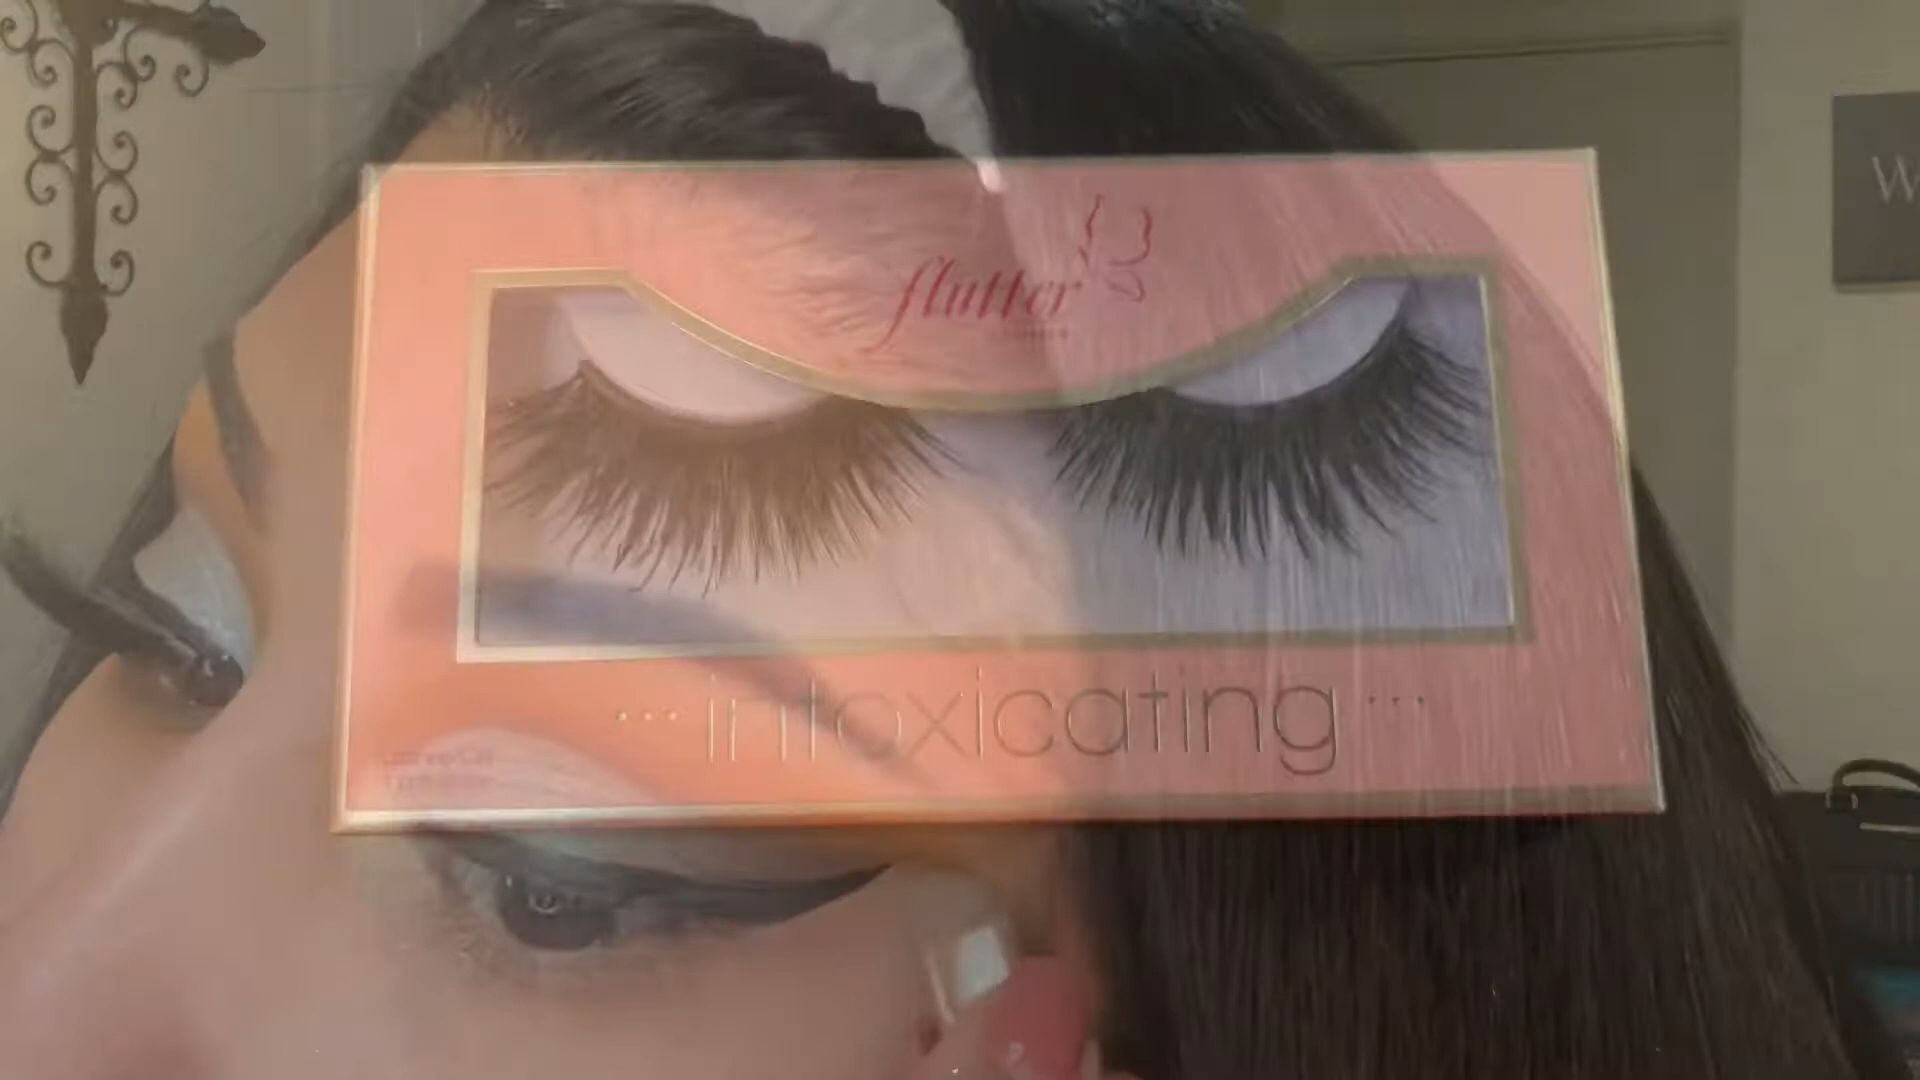 W
flutter
··· intoxicating ···